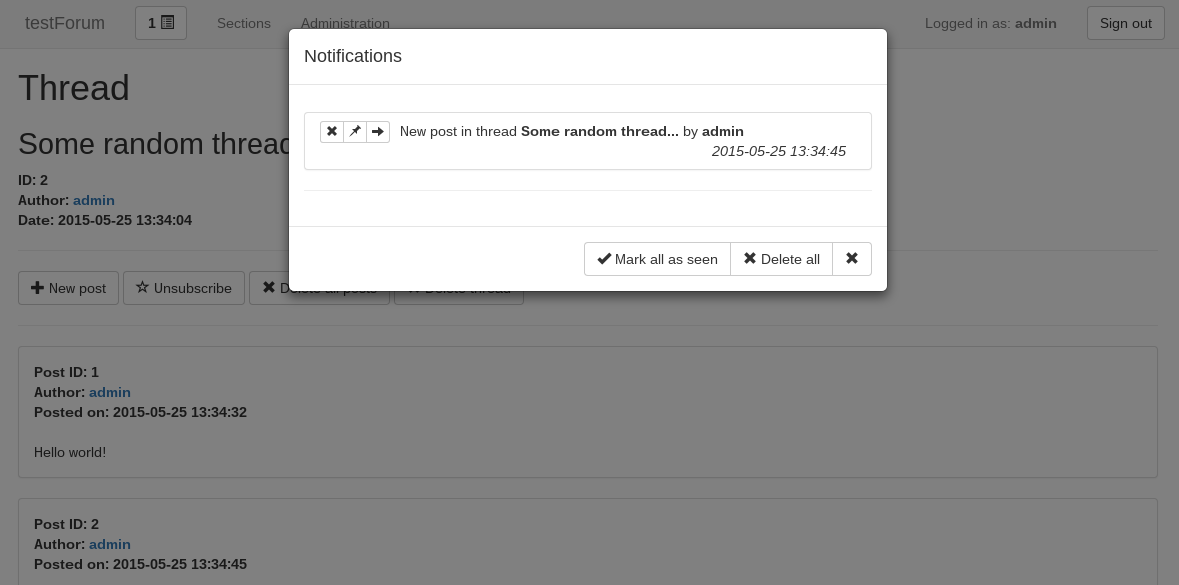 testForum 1 Sections Administration Logged in as: admin Sign out
Notifications
New post in thread Some random thread... by admin
2015-05-25 13:34:45
Mark all as seen Delete all
Thread
Some random thread
ID: 2
Author: admin
Date: 2015-05-25 13:34:04
New post Unsubscribe Delete all posts Delete thread
Post ID: 1
Author: admin
Posted on: 2015-05-25 13:34:32
Hello world!
Post ID: 2
Author: admin
Posted on: 2015-05-25 13:34:45